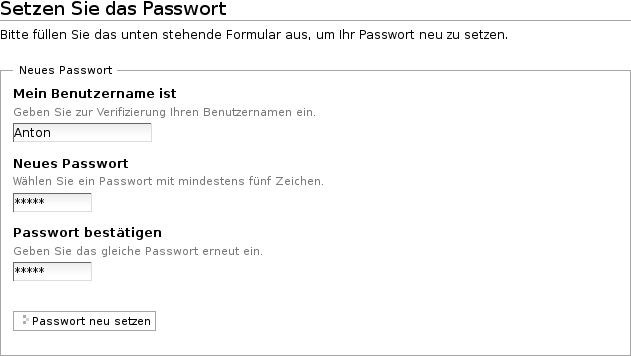 Setzen Sie das Passwort
Bitte füllen Sie das unten stehende Formular aus, um Ihr Passwort neu zu setzen.
Neues Passwort
Mein Benutzername ist
Geben Sie zur Verifizierung Ihren Benutzernamen ein.
Anton
Neues Passwort
Wählen Sie ein Passwort mit mindestens fünf Zeichen.
*****
Passwort bestätigen
Geben Sie das gleiche Passwort erneut ein.
*****
Passwort neu setzen